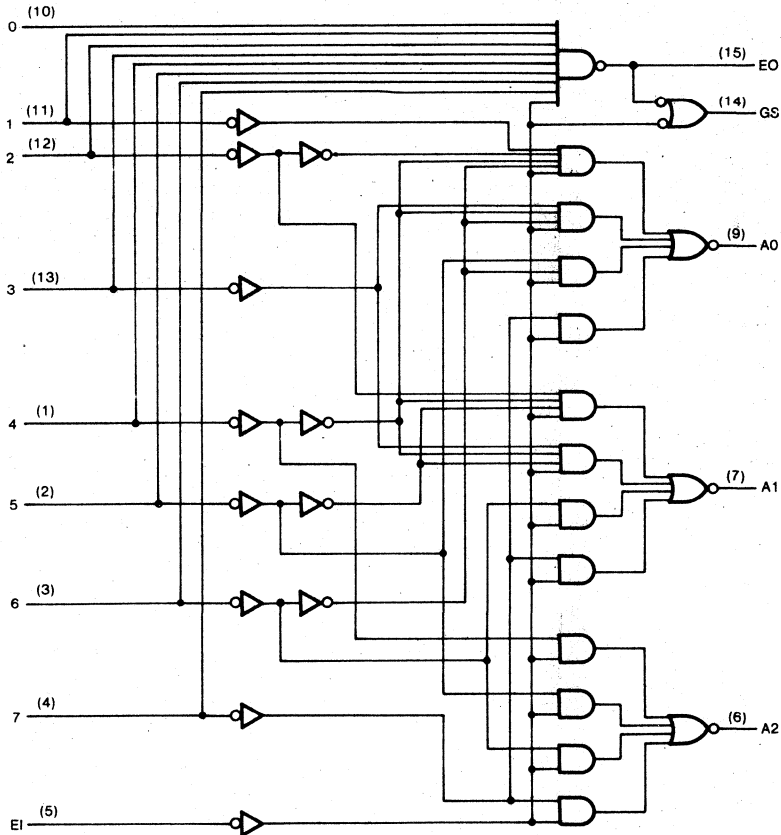 0 (10)
(15) EO
(14) GS
1 (11)
2 (12)
(9) A0
3 (13)
4 (1)
(7) A1
5 (2)
6 (3)
7 (4)
(6) A2
EI (5)